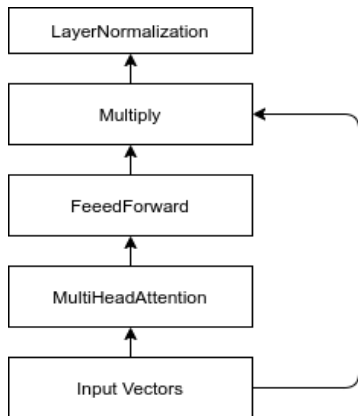 LayerNormalization
Multiply
FeeedForward
MultiHeadAttention
Input Vectors